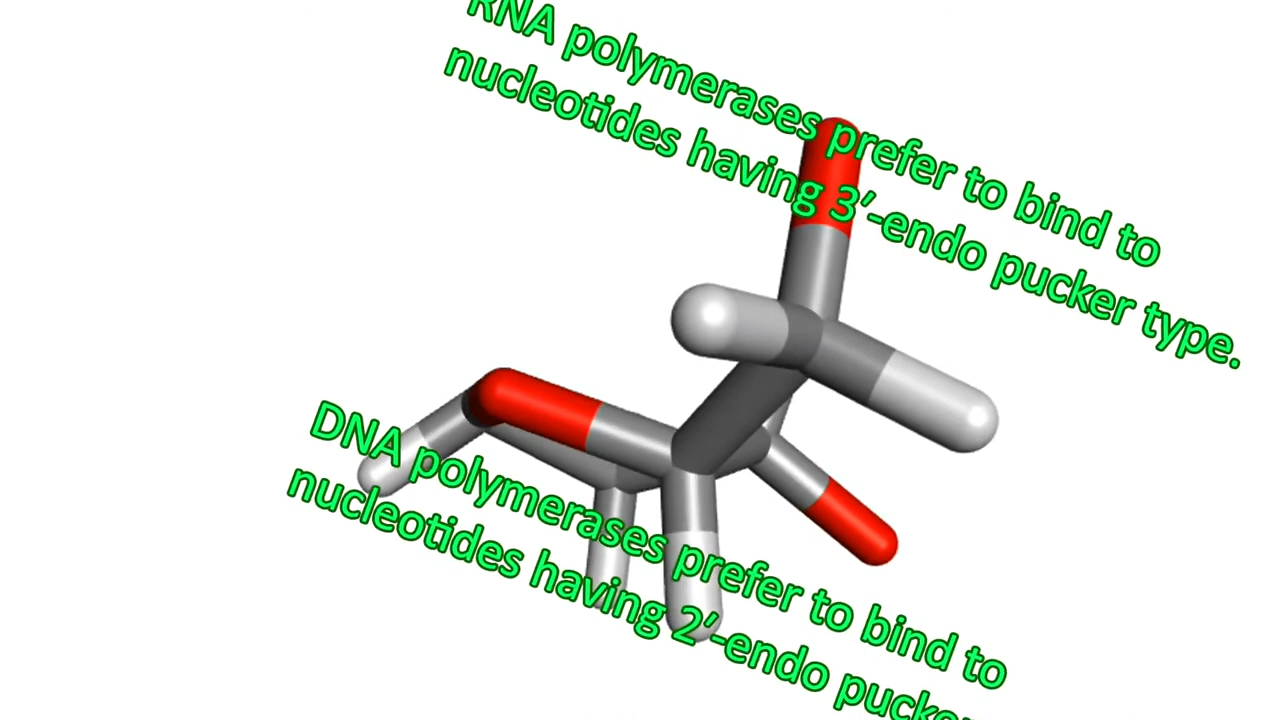 RNA polymerases prefer to bind to
nucleotides having 3’-endo pucker type.
DNA polymerases prefer to bind to
nucleotides having 2’-endo